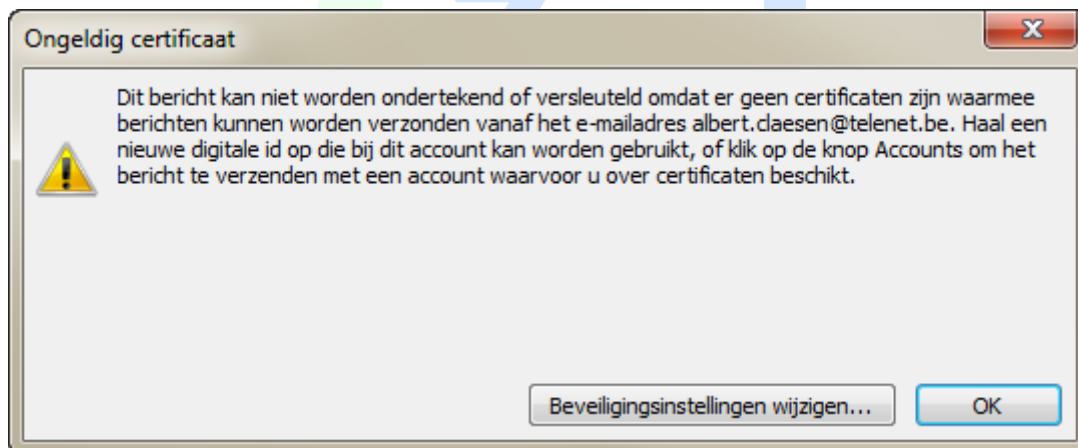 Ongeldig certificaat
Dit bericht kan niet worden ondertekend of versleuteld omdat er geen certificaten zijn waarmee
berichten kunnen worden verzonden vanaf het e-mailadres albert.claesen@telenet.be. Haal een
nieuwe digitale id op die bij dit account kan worden gebruikt, of klik op de knop Accounts om het
bericht te verzenden met een account waarvoor u over certificaten beschikt.
Beveiligingsinstellingen wijzigen...
OK